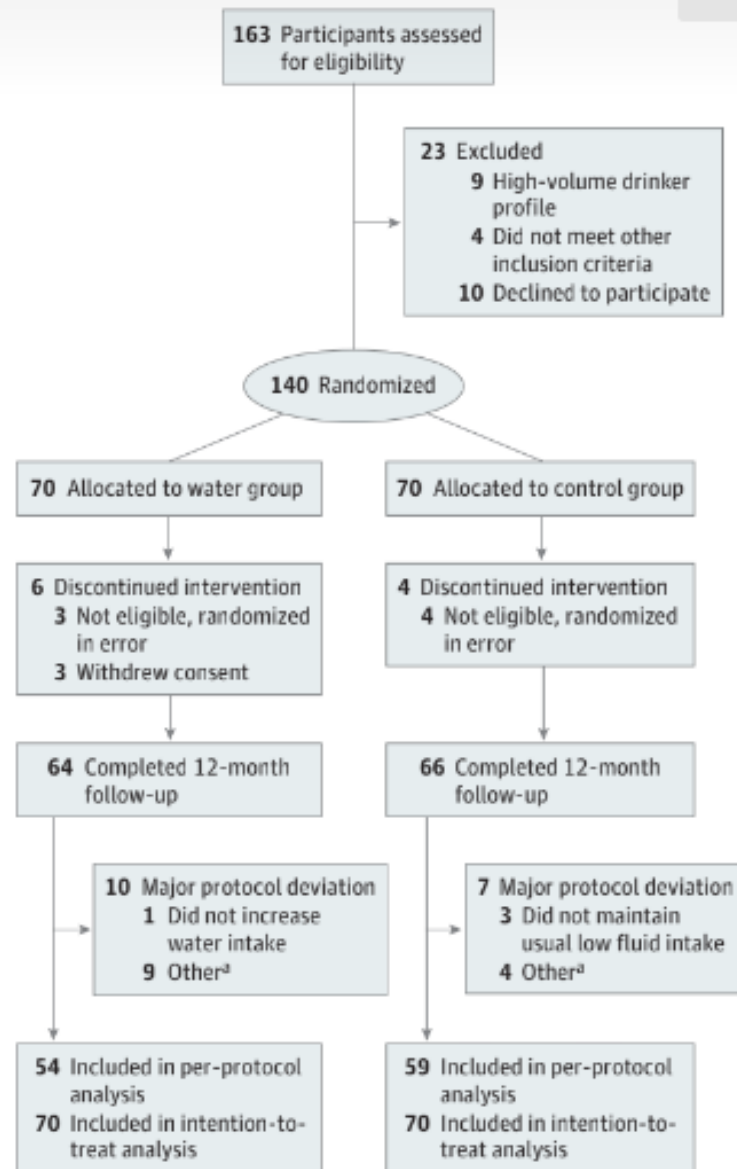 163 Participants assessed
for eligibility
23 Excluded
9 High-volume drinker
profile
4 Did not meet other
inclusion criteria
10 Declined to participate
140 Randomized
70 Allocated to water group
70 Allocated to control group
6 Discontinued intervention
3 Not eligible, randomized
in error
3 Withdrew consent
4 Discontinued intervention
4 Not eligible, randomized
in error
64 Completed 12-month
follow-up
66 Completed 12-month
follow-up
10 Major protocol deviation
1 Did not increase
water intake
9 Otherᵃ
7 Major protocol deviation
3 Did not maintain
usual low fluid intake
4 Otherᵃ
54 Included in per-protocol
analysis
70 Included in intention-to-
treat analysis
59 Included in per-protocol
analysis
70 Included in intention-to-
treat analysis